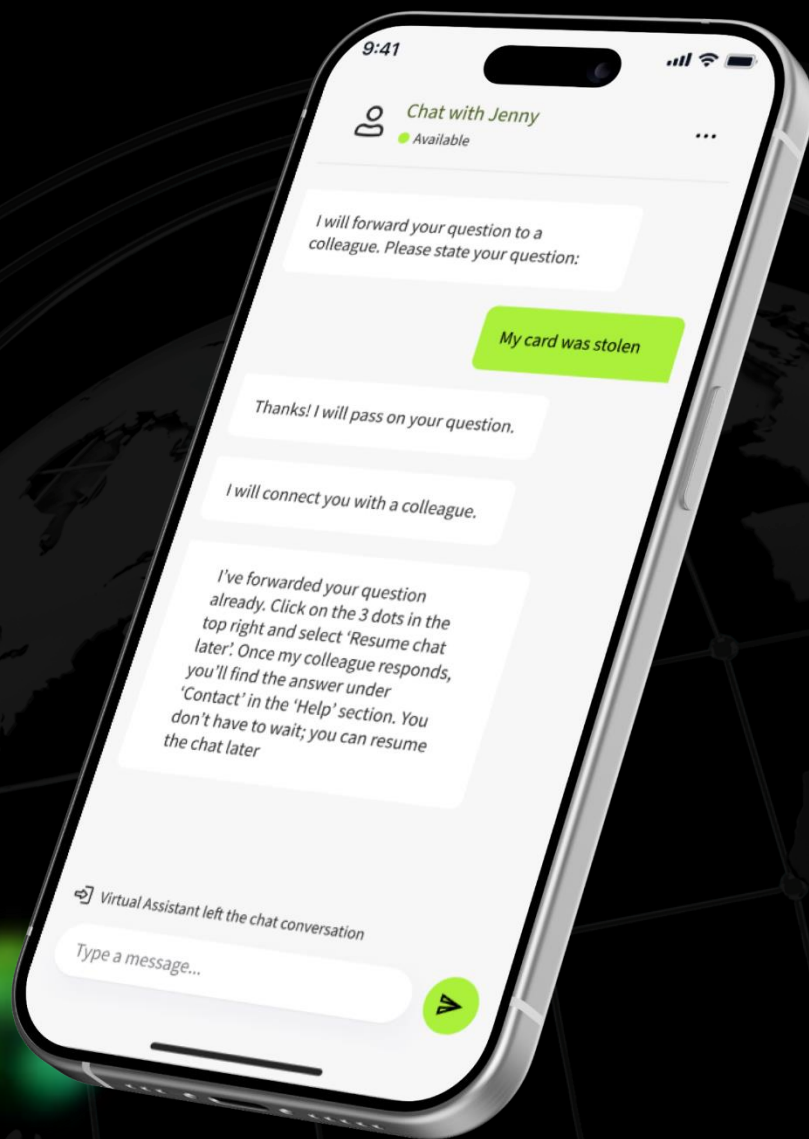 9:41
Chat with Jenny
Available
I will forward your question to a
colleague. Please state your question:
My card was stolen
Thanks! I will pass on your question.
I will connect you with a colleague.
I've forwarded your question
already. Click on the 3 dots in the
top right and select ‘Resume chat
later’. Once my colleague responds,
you'll find the answer under
‘Contact’ in the ‘Help’ section. You
don't have to wait; you can resume
the chat later
Virtual Assistant left the chat conversation
Type a message...